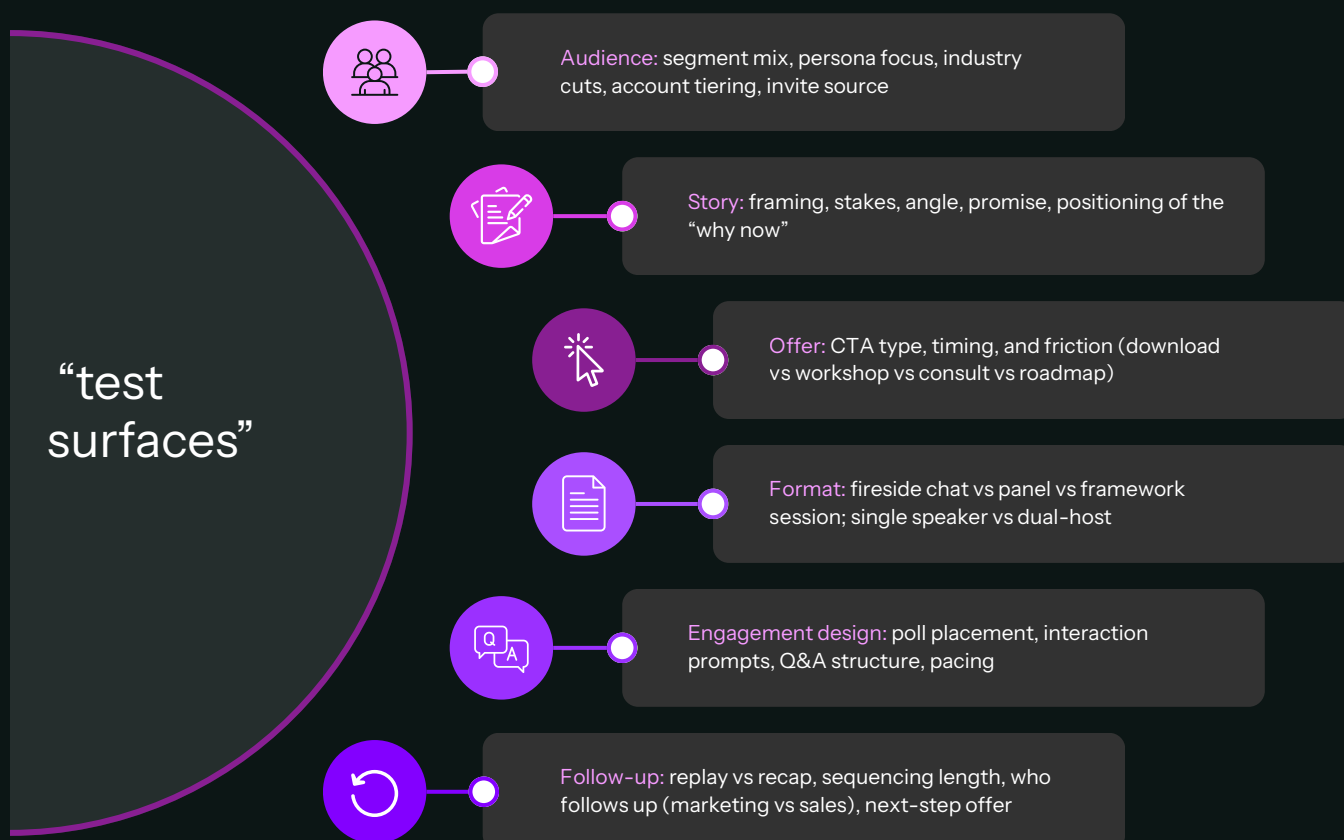 “test
surfaces”
Audience: segment mix, persona focus, industry
cuts, account tiering, invite source
Story: framing, stakes, angle, promise, positioning of the
“why now”
Offer: CTA type, timing, and friction (download
vs workshop vs consult vs roadmap)
Format: fireside chat vs panel vs framework
session; single speaker vs dual-host
Q
A
Engagement design: poll placement, interaction
prompts, Q&A structure, pacing
Follow-up: replay vs recap, sequencing length, who
follows up (marketing vs sales), next-step offer